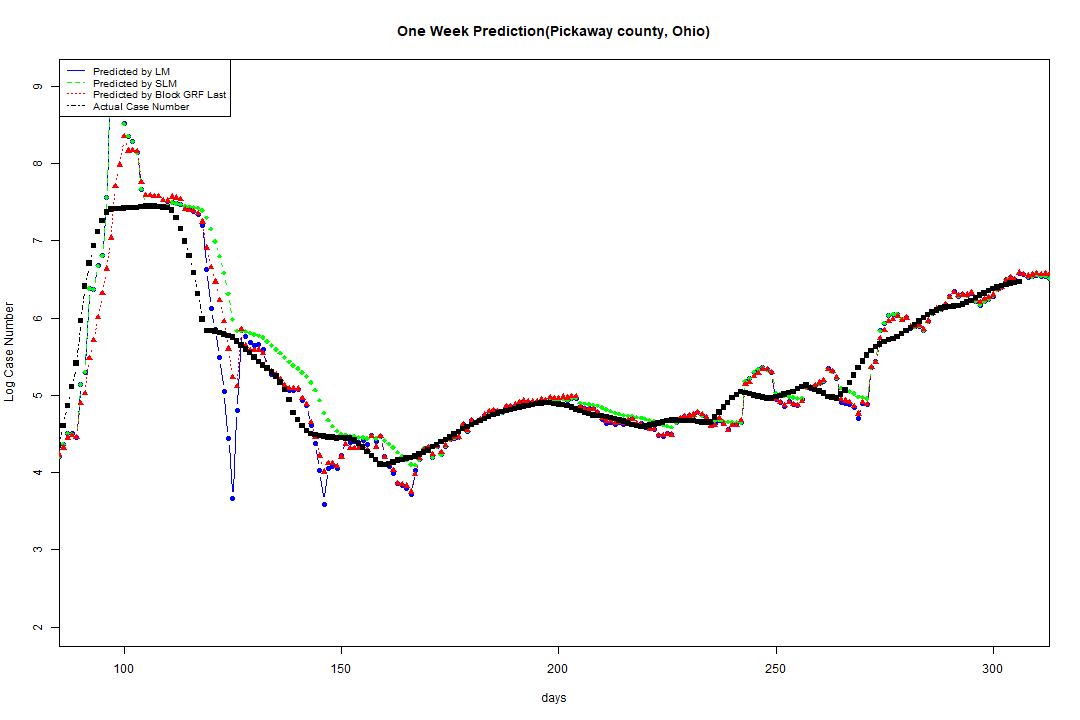 One Week Prediction(Pickaway county, Ohio)
Predicted by LM
Predicted by SLM
Predicted by Block GRF Last
Actual Case Number
Log Case Number
9
8
7
6
5
4
3
2
100 150 200 250 300
days